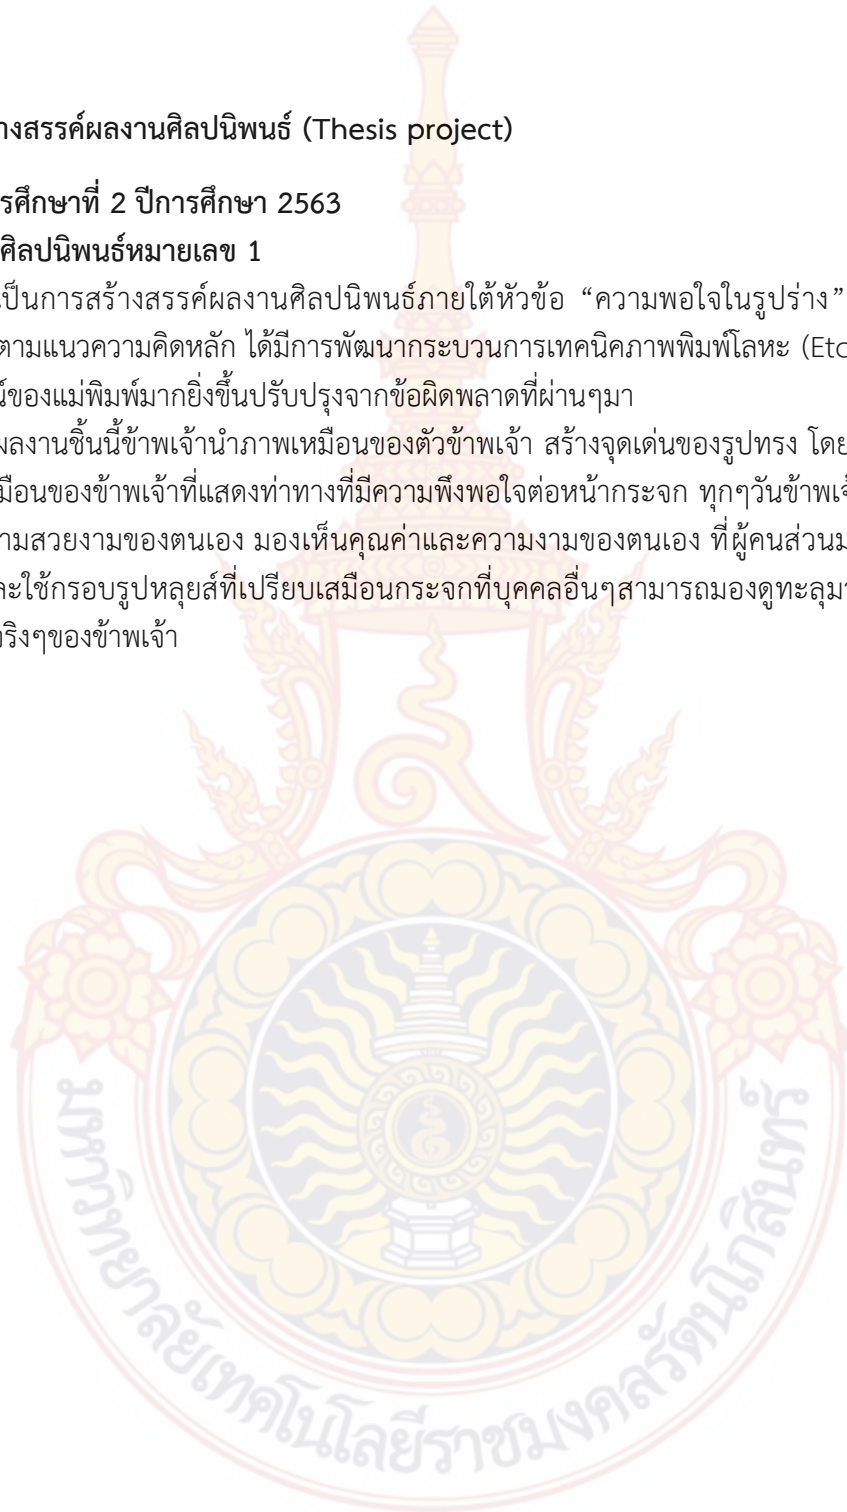 างสรรค์ผลงานศิลปนิพนธ์ (Thesis project)
รศึกษาที่ 2 ปีการศึกษา 2563
ศิลปนิพนธ์หมายเลข 1
เป็นการสร้างสรรค์ผลงานศิลปนิพนธ์ภายใต้หัวข้อ “ความพอใจในรูปร่าง”
ตามแนวความคิดหลัก ได้มีการพัฒนากระบวนการเทคนิคภาพพิมพ์โลหะ (Etc
ของแม่พิมพ์มากยิ่งขึ้นปรับปรุงจากข้อผิดพลาดที่ผ่านๆมา
ผลงานชิ้นนี้ข้าพเจ้านำภาพเหมือนของตัวข้าพเจ้า สร้างจุดเด่นของรูปทรง โดย
มือนของข้าพเจ้าที่แสดงท่าทางที่มีความพึงพอใจต่อหน้ากระจก ทุกๆวันข้าพเจ้
ามสวยงามของตนเอง มองเห็นคุณค่าและความงามของตนเอง ที่ผู้คนส่วนม
ละใช้กรอบรูปหลุยส์ที่เปรียบเสมือนกระจกที่บุคคลอื่นๆสามารถมองดูทะลุมา
จริงๆของข้าพเจ้า
มหาวิทยาลัยเทคโนโลยีราชมงคลรัตนโกสินทร์